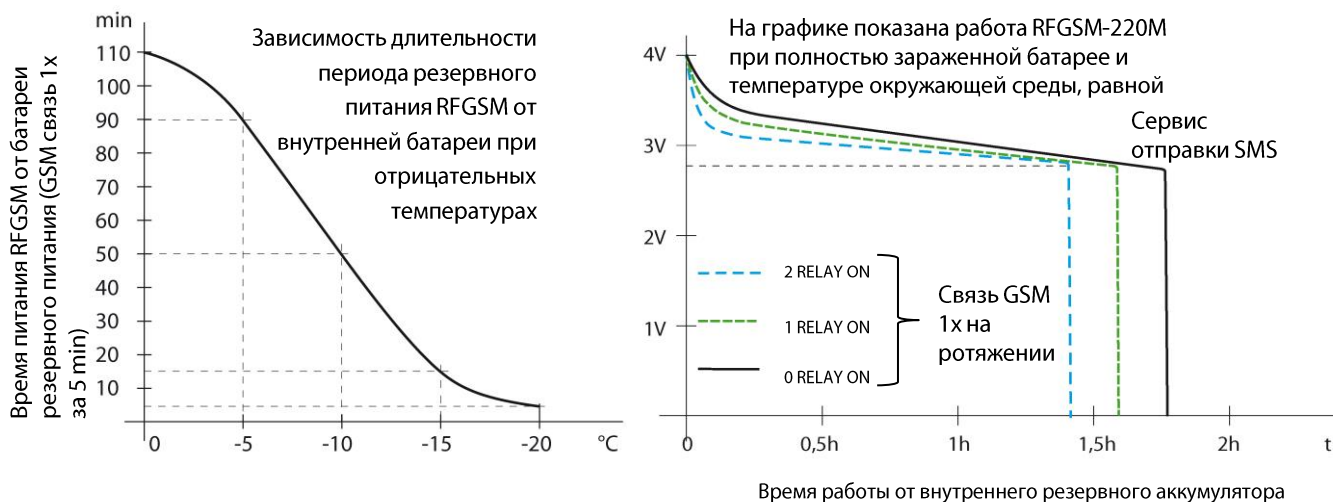 min
110
100
90
80
70
60
50
40
30
20
10
0
-5
-10
-15
-20
°C
Время питания RFGSM от батареи
резервного питания (GSM связь 1x
за 5 min)
Зависимость длительности
периода резервного
питания RFGSM от
внутренней батареи при
отрицательных
температурах
На графике показана работа RFGSM-220M
при полностью зараженной батарее и
температуре окружающей среды, равной
4V
3V
2V
1V
Сервис
отправки SMS
2 RELAY ON
1 RELAY ON
0 RELAY ON
Связь GSM
1x на
ротяжении
0
0,5h
1h
1,5h
2h
t
Время работы от внутреннего резервного аккумулятора